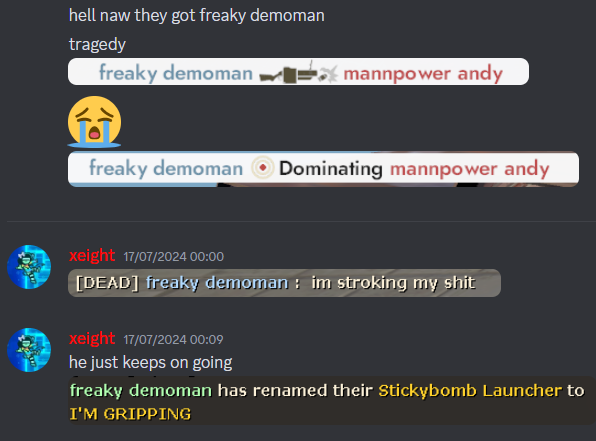 hell naw they got freaky demoman
tragedy
freaky demoman mannpower andy
freaky demoman Dominating mannpower andy
xeight 17/07/2024 00:00
[DEAD] freaky demoman : im stroking my shit
xeight 17/07/2024 00:09
he just keeps on going
freaky demoman has renamed their Stickybomb Launcher to
I'M GRIPPING